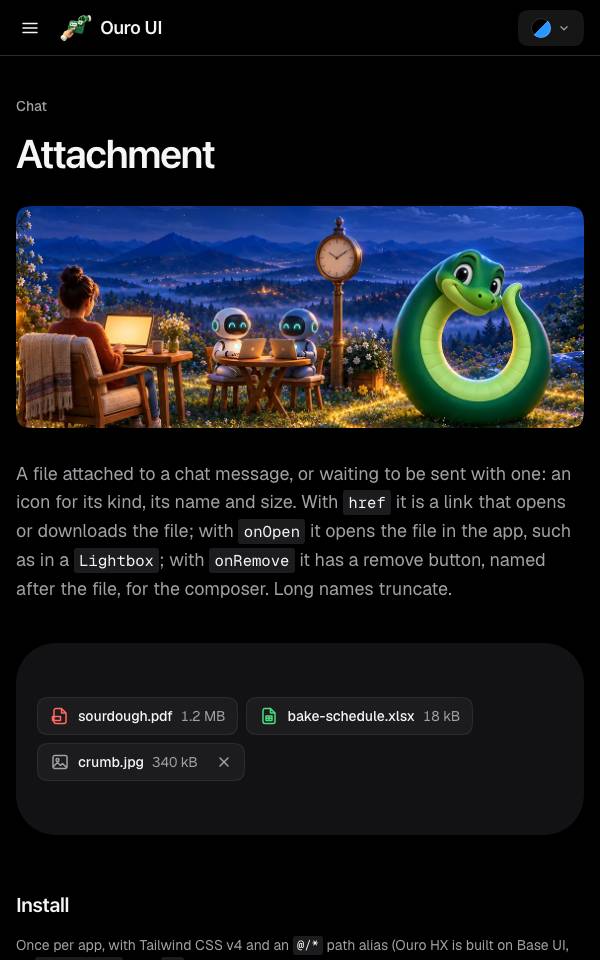 Ouro UI
Chat
Attachment
A file attached to a chat message, or waiting to be sent with one: an
icon for its kind, its name and size. With href it is a link that opens
or downloads the file; with onOpen it opens the file in the app, such
as in a Lightbox; with onRemove it has a remove button, named
after the file, for the composer. Long names truncate.
sourdough.pdf 1.2 MB
bake-schedule.xlsx 18 kB
crumb.jpg 340 kB
Install
Once per app, with Tailwind CSS v4 and an @/* path alias (Ouro HX is built on Base UI,